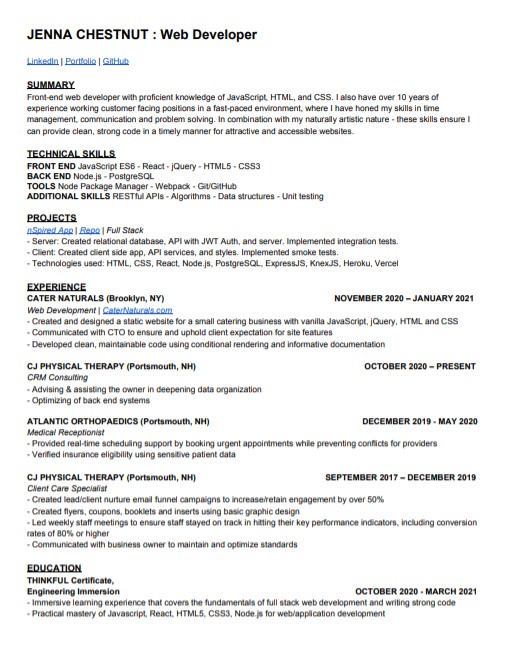 JENNA CHESTNUT : Web Developer
LinkedIn | Portfolio | GitHub
SUMMARY
Front-end web developer with proficient knowledge of JavaScript, HTML, and CSS. I also have over 10 years of
experience working customer facing positions in a fast-paced environment, where I have honed my skills in time
management, communication and problem solving. In combination with my naturally artistic nature - these skills ensure I
can provide clean, strong code in a timely manner for attractive and accessible websites.
TECHNICAL SKILLS
FRONT END JavaScript ES6 - React - jQuery - HTML5 - CSS3
BACK END Node.js - PostgreSQL
TOOLS Node Package Manager - Webpack - Git/GitHub
ADDITIONAL SKILLS RESTful APIs - Algorithms - Data structures - Unit testing
PROJECTS
nSpired App | Repo | Full Stack
- Server: Created relational database, API with JWT Auth, and server. Implemented integration tests.
- Client: Created client side app, API services, and styles. Implemented smoke tests.
- Technologies used: HTML, CSS, React, Node.js, PostgreSQL, ExpressJS, KnexJS, Heroku, Vercel
EXPERIENCE
CATER NATURALS (Brooklyn, NY) NOVEMBER 2020 – JANUARY 2021
Web Development | CaterNaturals.com
- Created and designed a static website for a small catering business with vanilla JavaScript, jQuery, HTML and CSS
- Communicated with CTO to ensure and uphold client expectation for site features
- Developed clean, maintainable code using conditional rendering and informative documentation
CJ PHYSICAL THERAPY (Portsmouth, NH) OCTOBER 2020 – PRESENT
CRM Consulting
- Advising & assisting the owner in deepening data organization
- Optimizing of back end systems
ATLANTIC ORTHOPAEDICS (Portsmouth, NH) DECEMBER 2019 - MAY 2020
Medical Receptionist
- Provided real-time scheduling support by booking urgent appointments while preventing conflicts for providers
- Verified insurance eligibility using sensitive patient data
CJ PHYSICAL THERAPY (Portsmouth, NH) SEPTEMBER 2017 – DECEMBER 2019
Client Care Specialist
- Created lead/client nurture email funnel campaigns to increase/retain engagement by over 50%
- Created flyers, coupons, booklets and inserts using basic graphic design
- Led weekly staff meetings to ensure staff stayed on track in hitting their key performance indicators, including conversion
rates of 80% or higher
- Communicated with business owner to maintain and optimize standards
EDUCATION
THINKFUL Certificate,
Engineering Immersion OCTOBER 2020 - MARCH 2021
- Immersive learning experience that covers the fundamentals of full stack web development and writing strong code
- Practical mastery of Javascript, React, HTML5, CSS3, Node.js for web/application development